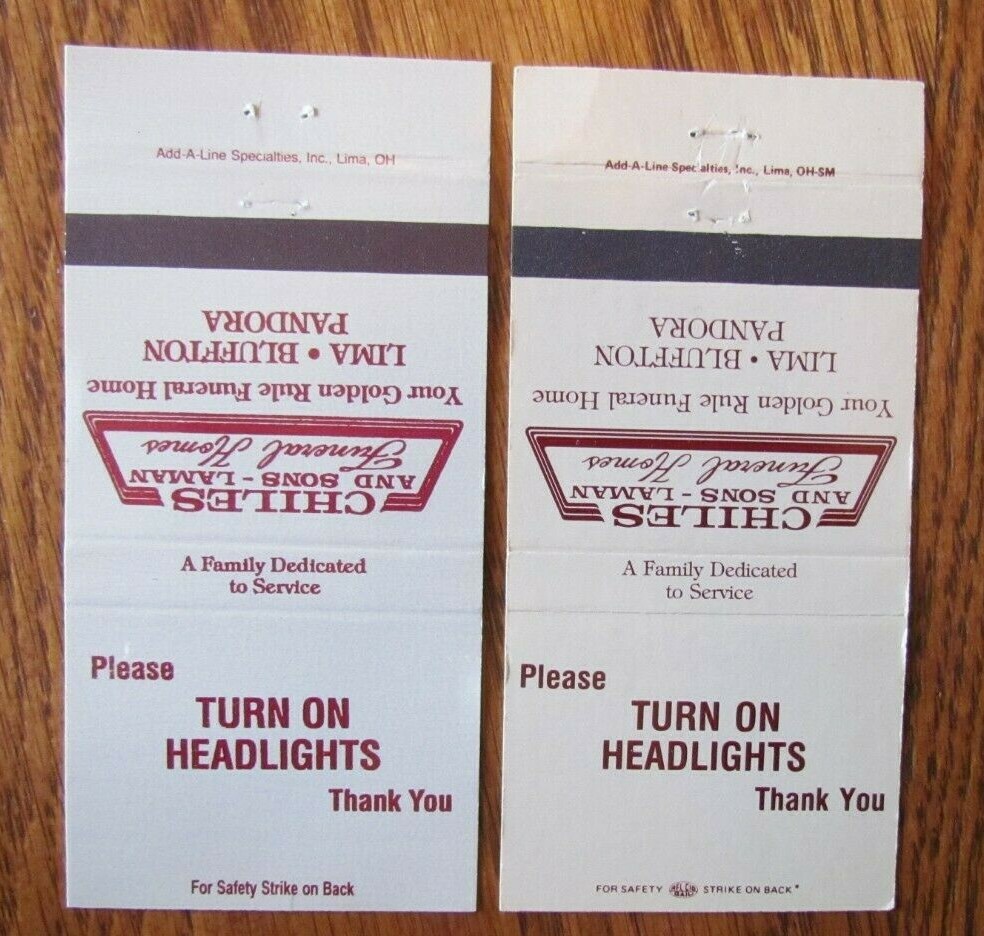 Add-A-Line Specialties, Inc., Lima, OH
LIMA • BLUFFTON
PANDORA
Your Golden Rule Funeral Home
CHILES
AND SONS - LAMAN
Funeral Homes
A Family Dedicated
to Service
Please
TURN ON
HEADLIGHTS
Thank You
For Safety Strike on Back
Add-A-Line Specialties, Inc., Lima, OH-SM
LIMA • BLUFFTON
PANDORA
Your Golden Rule Funeral Home
CHILES
AND SONS - LAMAN
Funeral Homes
A Family Dedicated
to Service
Please
TURN ON
HEADLIGHTS
Thank You
FOR SAFETY STRIKE ON BACK